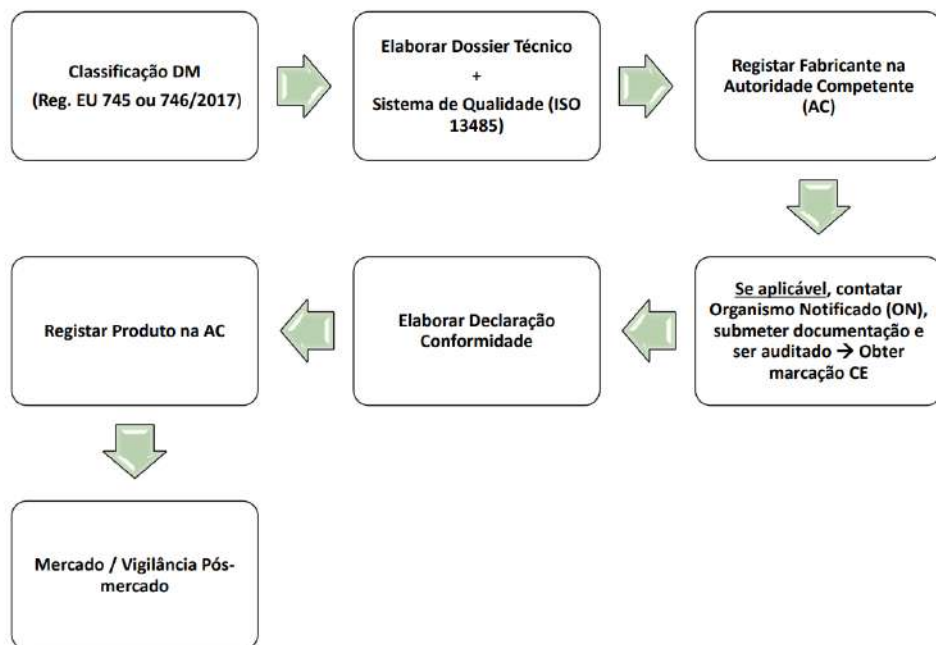 Classificação DM
(Reg. EU 745 ou 746/2017)
Elaborar Dossier Técnico
+
Sistema de Qualidade (ISO
13485)
Registar Fabricante na
Autoridade Competente
(AC)
Se aplicável, contatar
Organismo Notificado (ON),
submeter documentação e
ser auditado → Obter
marcação CE
Elaborar Declaração
Conformidade
Registar Produto na AC
Mercado / Vigilância Pós-
mercado